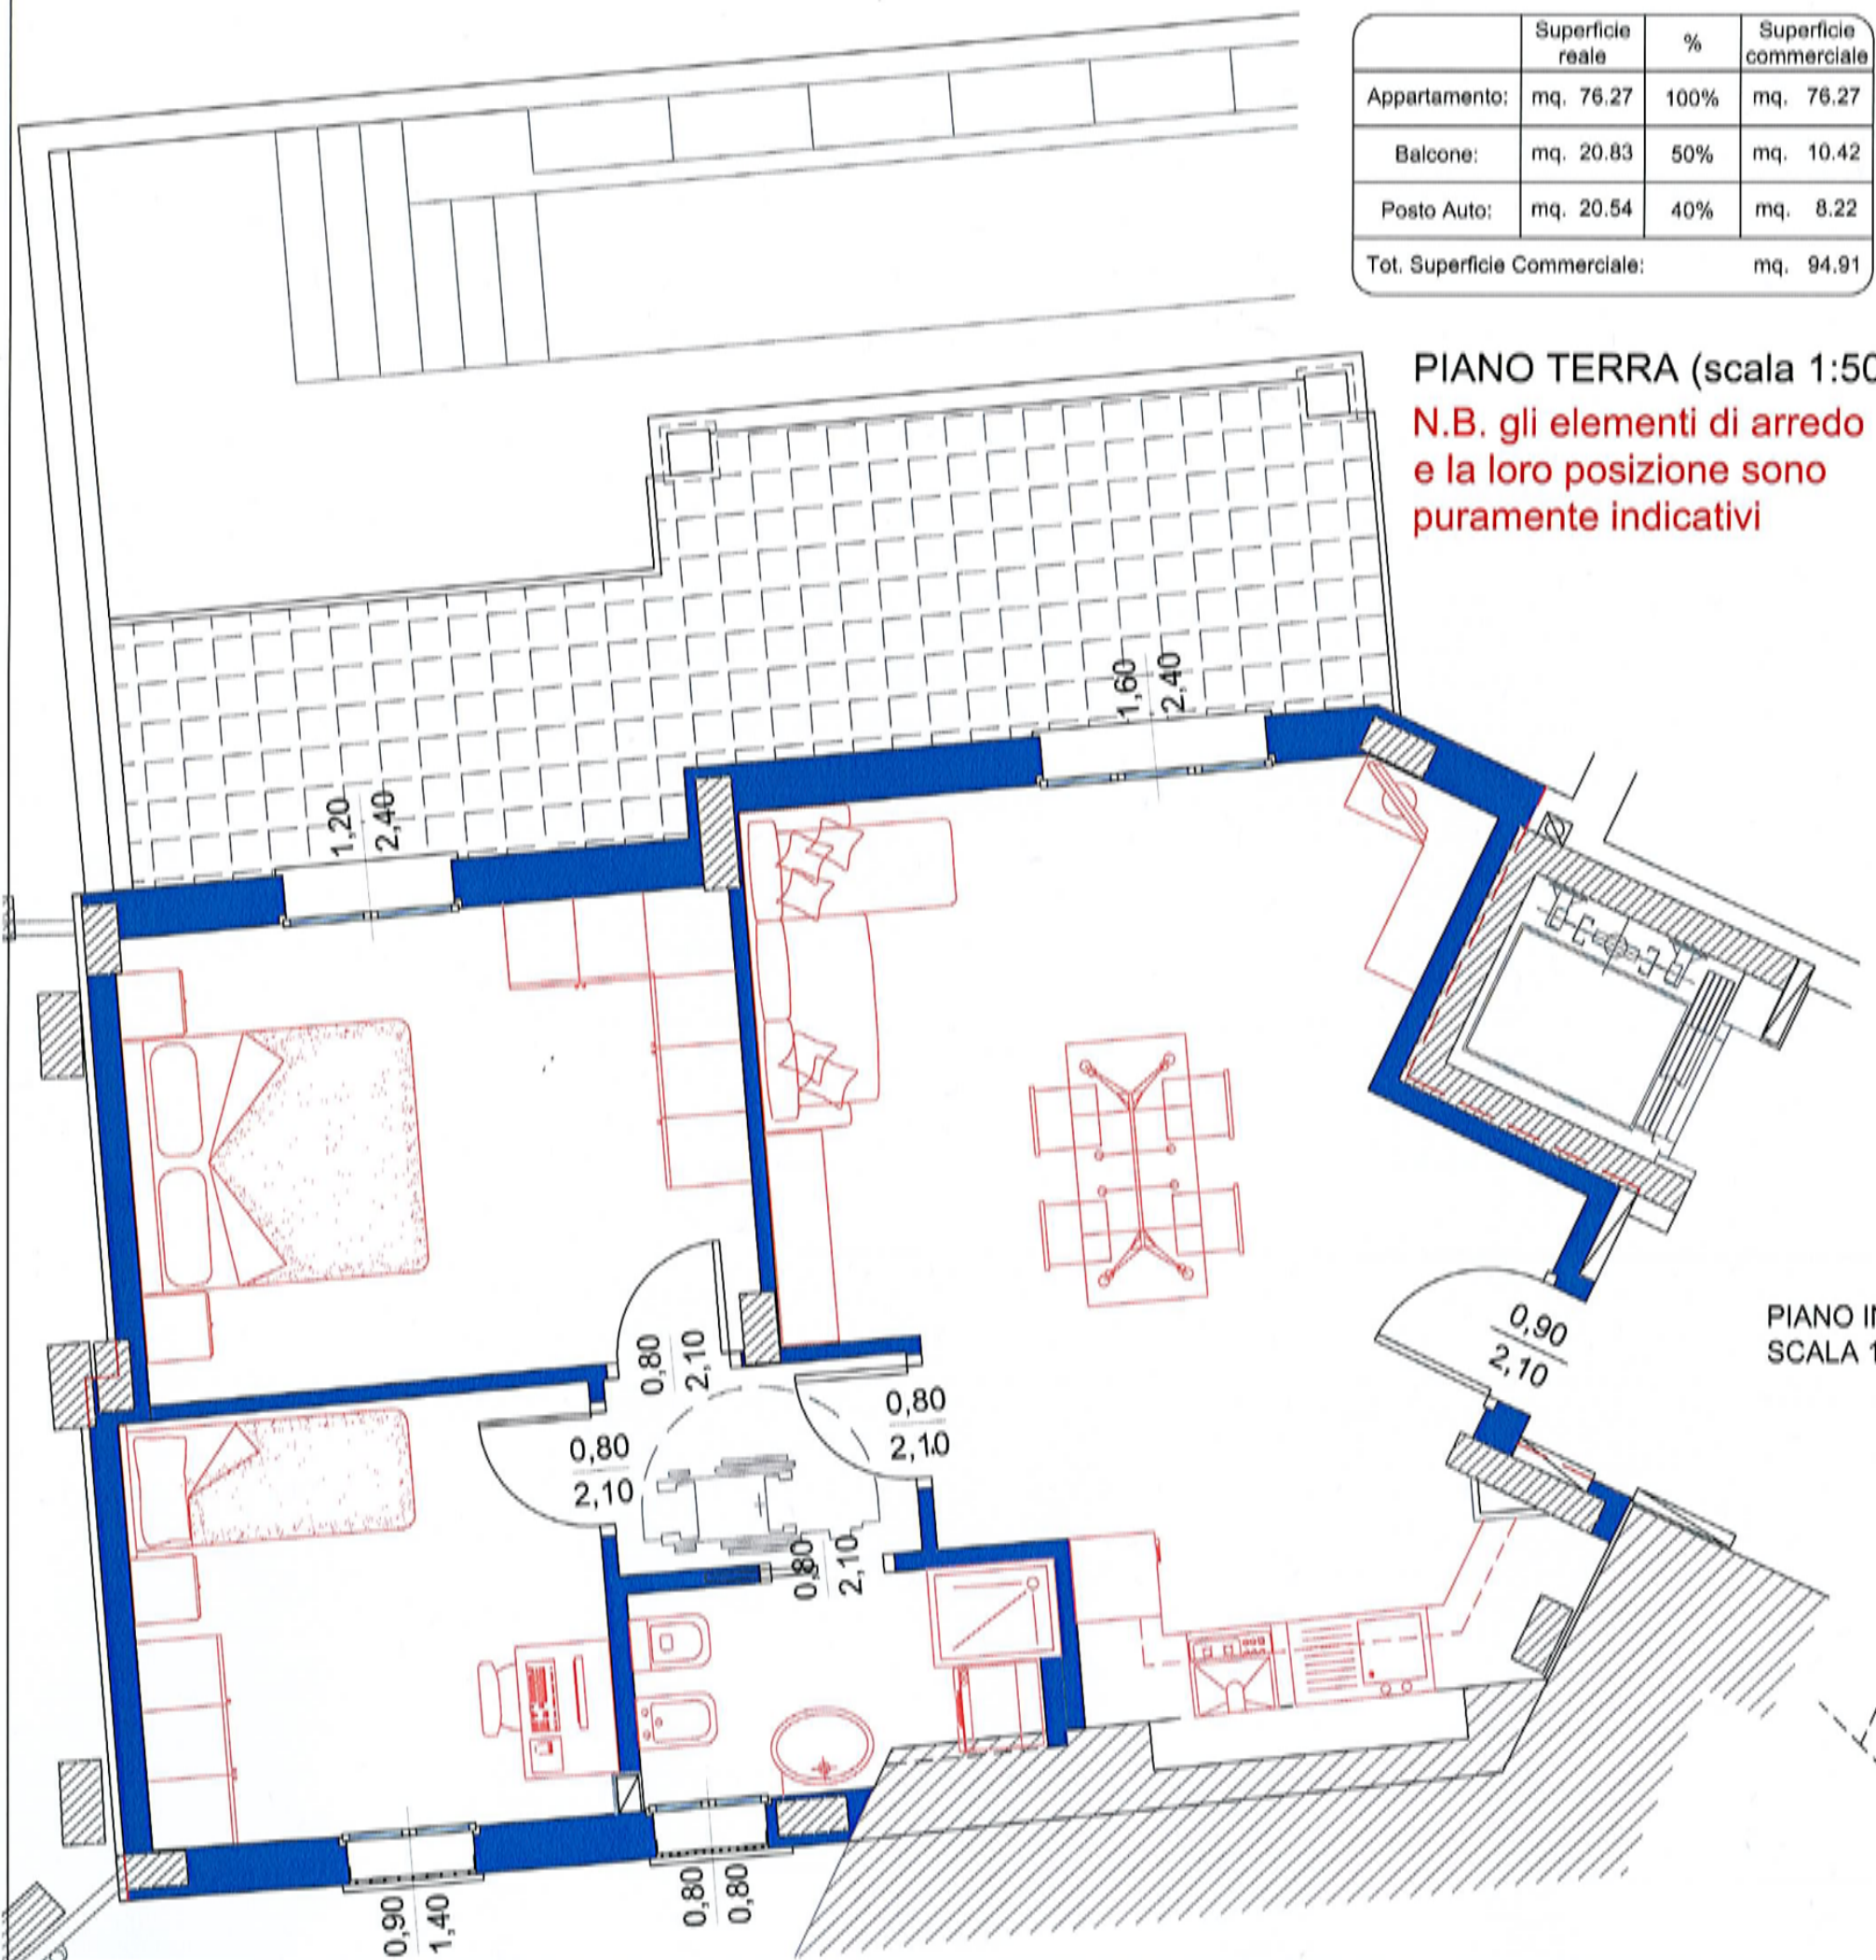 Superficie
reale
%
Superficie
commerciale
Appartamento: mq. 76.27 100% mq. 76.27
Balcone: mq. 20.83 50% mq. 10.42
Posto Auto: mq. 20.54 40% mq. 8.22
Tot. Superficie Commerciale: mq. 94.91
PIANO TERRA (scala 1:50
N.B. gli elementi di arredo
e la loro posizione sono
puramente indicativi
1,60
2,40
1,20
2,40
0,90
2,10
PIANO IN
SCALA 1
0,80
2,10
0,80
2,10
0,80
2,10
0,80
2,10
0,90
1,40
0,80
0,80